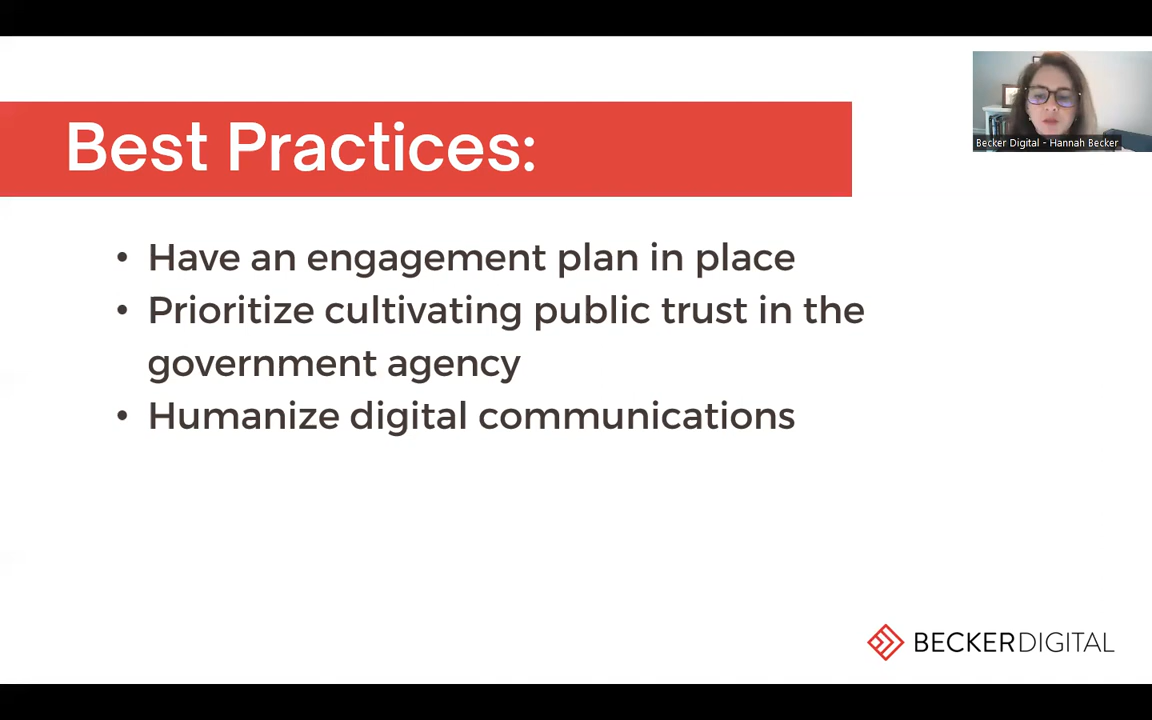 Best Practices:
Becker Digital - Hannah Becker
• Have an engagement plan in place
• Prioritize cultivating public trust in the
government agency
• Humanize digital communications
BECKERDIGITAL